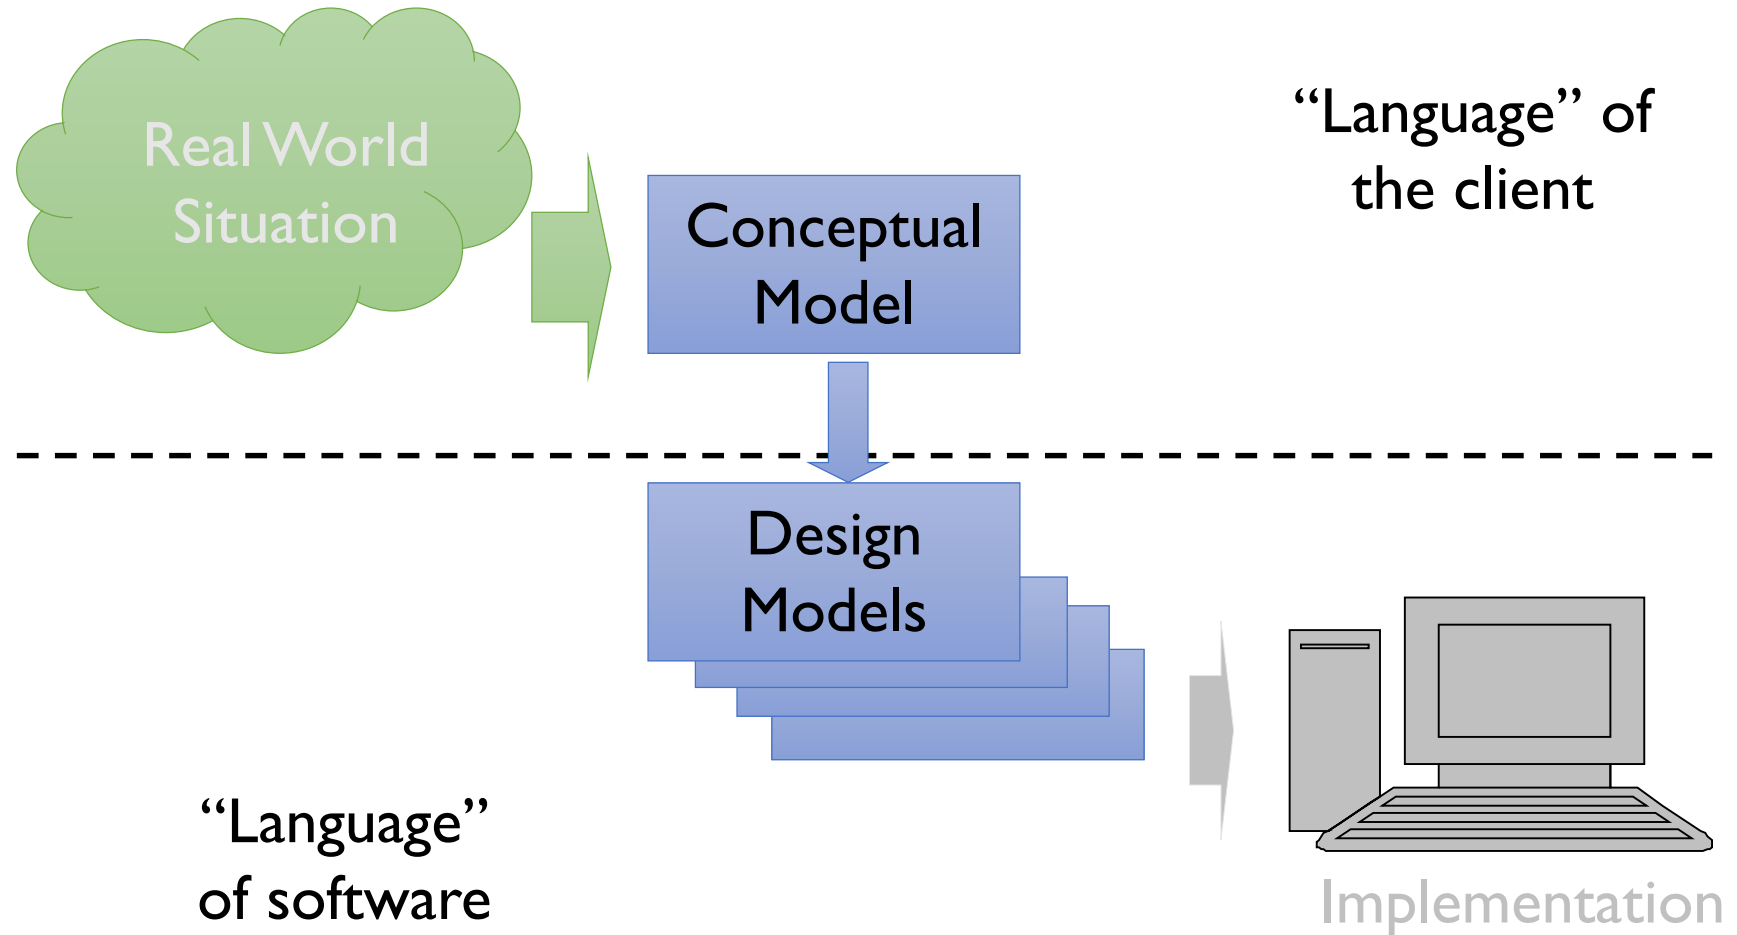 Real World
Situation
“Language” of
the client
Conceptual
Model
Design
Models
“Language”
of software
Implementation